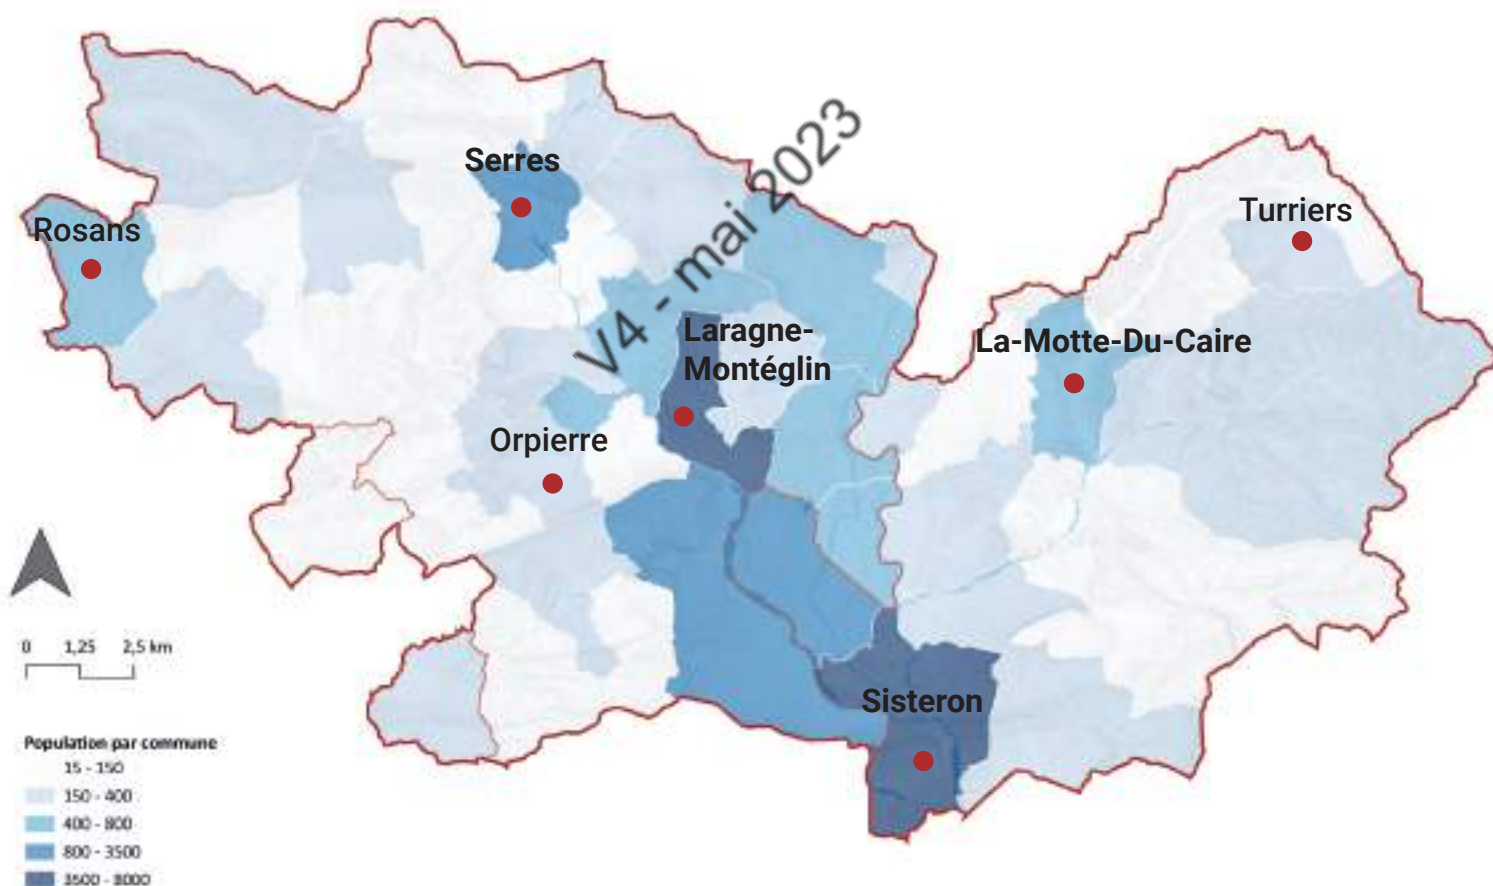 V4 - mai 2023
Serres
Rosans
Turriers
Laragne-
Montéglin
La-Motte-Du-Caire
Orpierre
Sisteron
0 1,25 2,5 km
Population par commune
15 - 150
150 - 400
400 - 800
800 - 3500
3500 - 8000